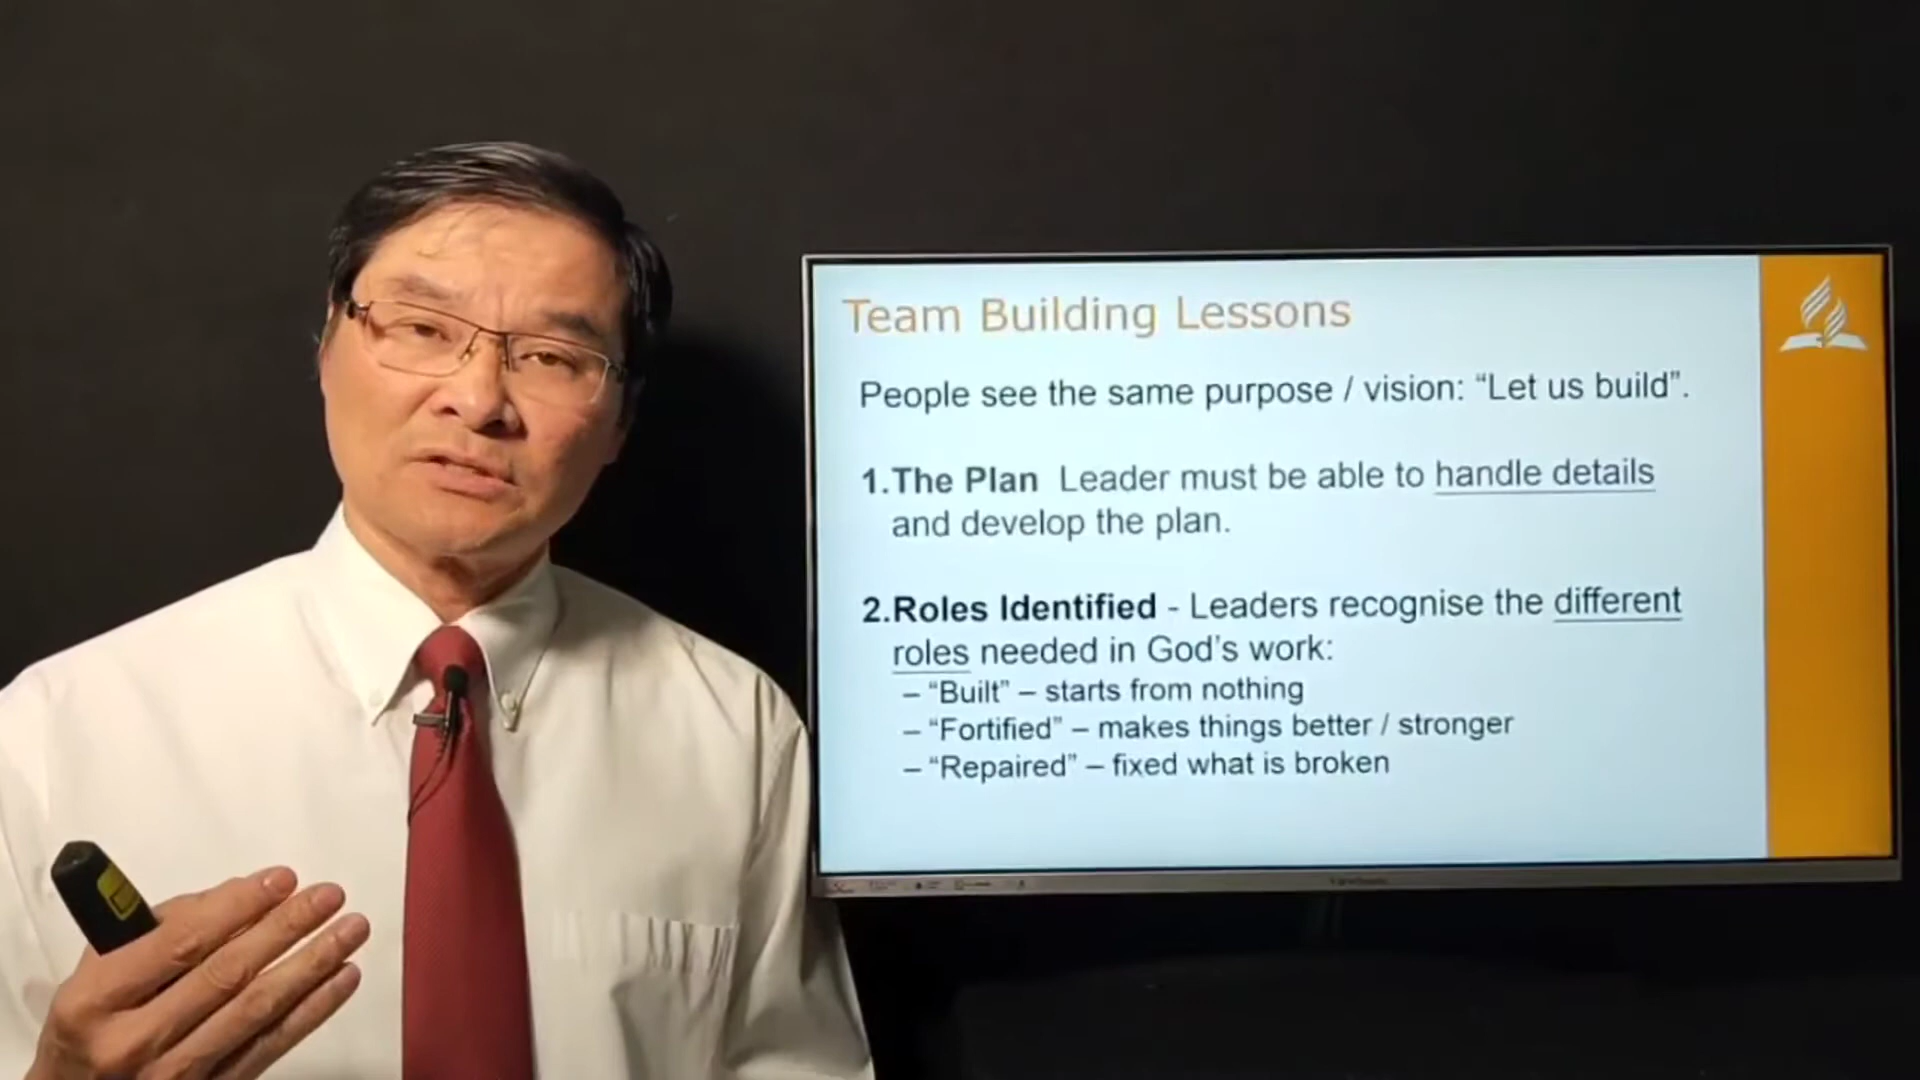 Team Building Lessons
People see the same purpose / vision: “Let us build”.
1.The Plan Leader must be able to handle details
and develop the plan.
2.Roles Identified - Leaders recognise the different
roles needed in God’s work:
– “Built” – starts from nothing
– “Fortified” – makes things better / stronger
– “Repaired” – fixed what is broken